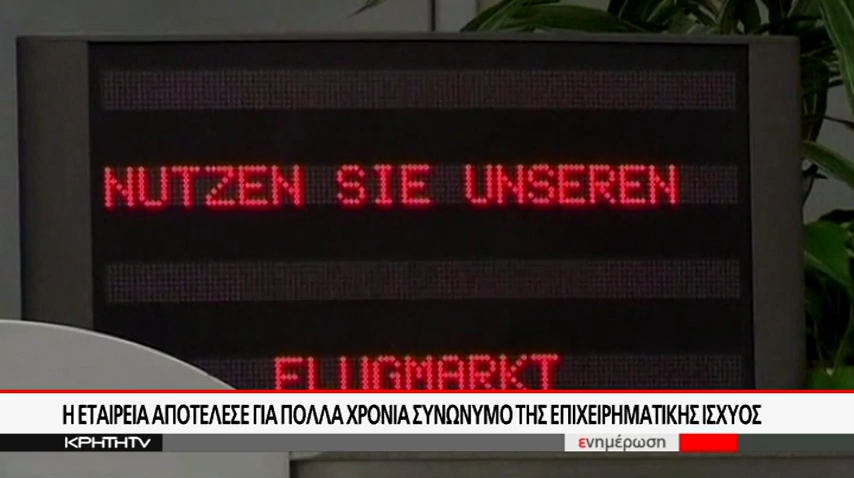 NUTZEN SIE UNSEREN
FLUGMARKT
Η ΕΤΑΙΡΕΙΑ ΑΠΟΤΕΛΕΣΕ ΓΙΑ ΠΟΛΛΑ ΧΡΟΝΙΑ ΣΥΝΩΝΥΜΟ ΤΗΣ ΕΠΙΧΕΙΡΗΜΑΤΙΚΗΣ ΙΣΧΥΟΣ
ΚΡΗΤΗTV ενημέρωση